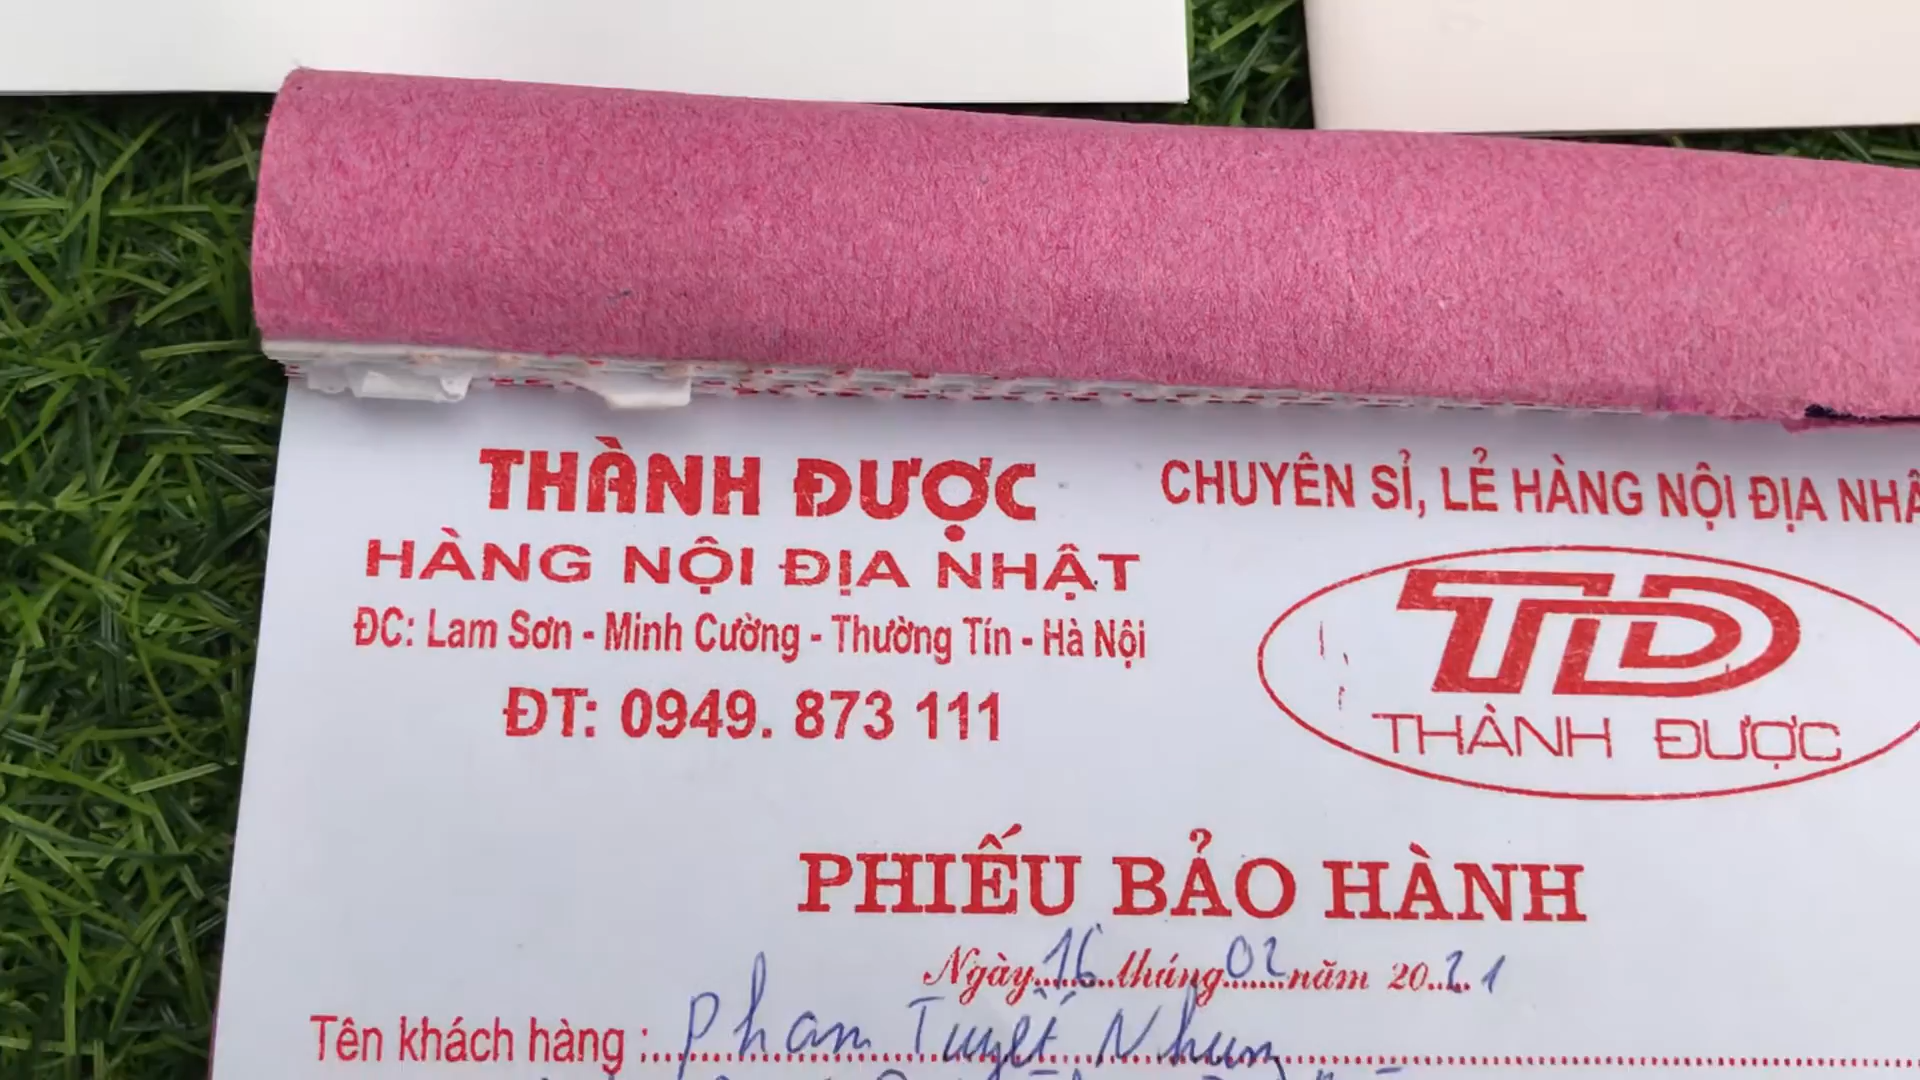 THÀNH ĐƯỢC
HÀNG NỘI ĐỊA NHẬT
ĐC: Lam Sơn - Minh Cường - Thường Tín - Hà Nội
ĐT: 0949. 873 111
CHUYÊN SỈ, LẺ HÀNG NỘI ĐỊA
TD
THÀNH ĐƯỢC
PHIẾU BẢO HÀNH
Ngày 16 tháng 02 năm 2021
Tên khách hàng : Phan Tuyết Nhung